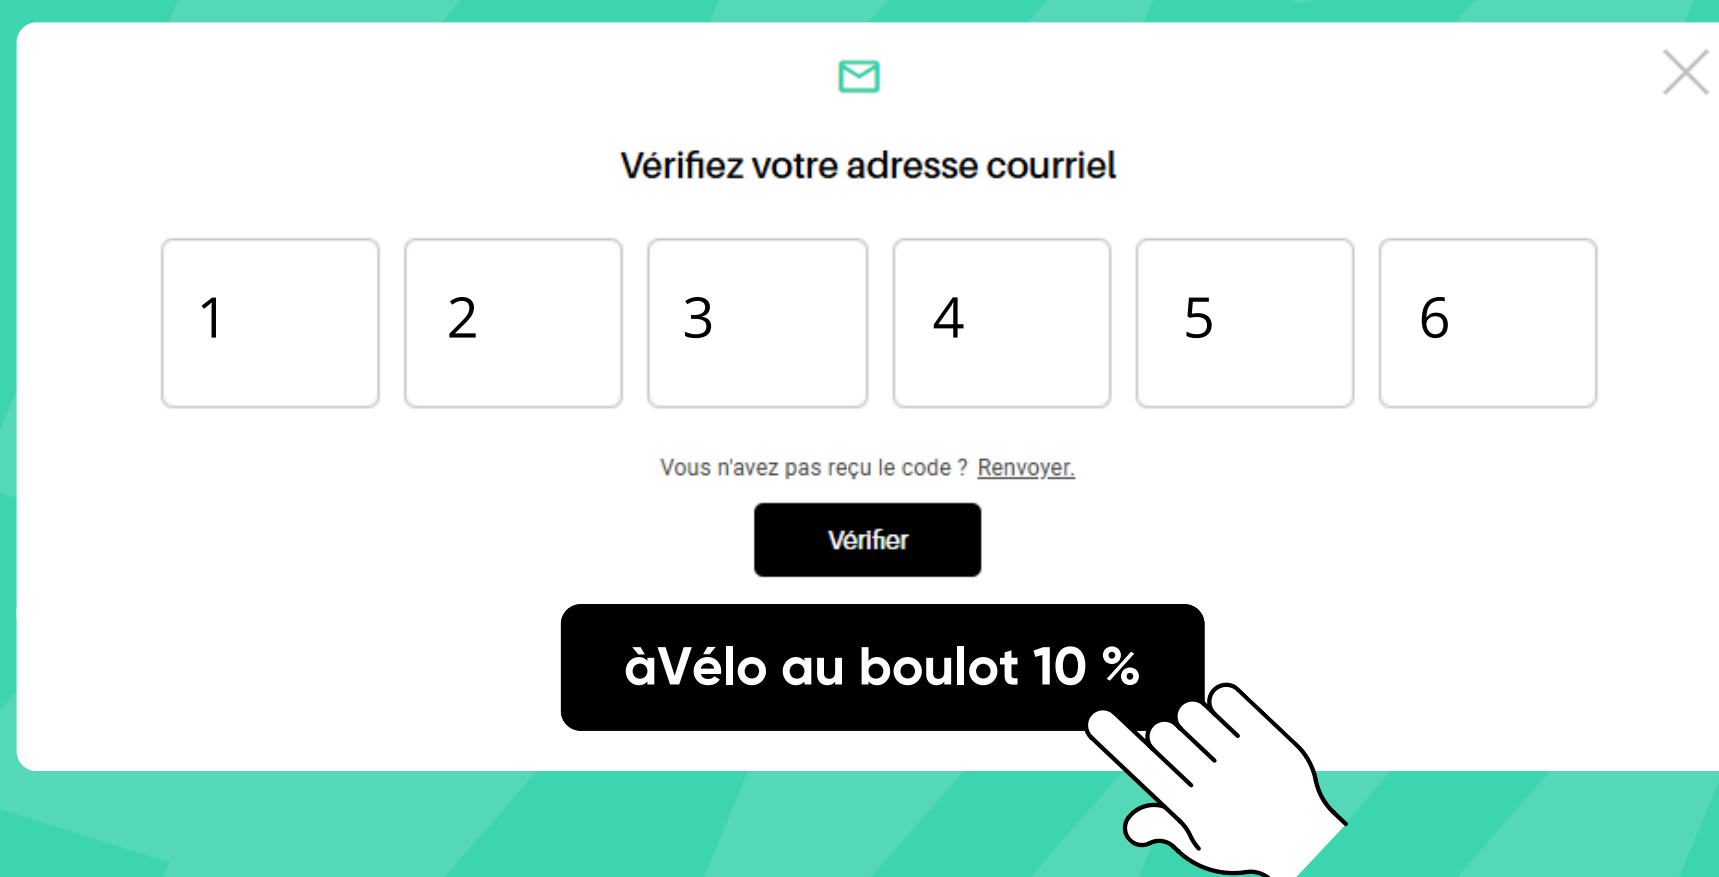 Vérifiez votre adresse courriel
1 2 3 4 5 6
Vous n'avez pas reçu le code ? Renvoyer.
Vérifier
àVélo au boulot 10 %